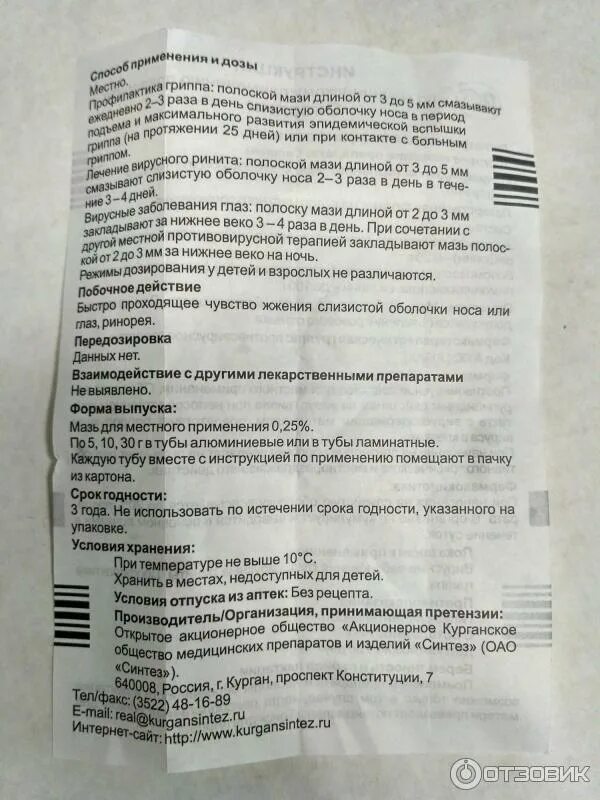 Способ применения и дозы
Местно.
Профилактика гриппа: полоской мази длиной от 3 до 5 мм смазывают
ежедневно 2–3 раза в день слизистую оболочку носа в период
подъема и максимального развития эпидемической вспышки
гриппа (на протяжении 25 дней) или при контакте с больным
гриппом.
Лечение вирусного ринита: полоской мази длиной от 3 до 5 мм
смазывают слизистую оболочку носа 2–3 раза в день в тече-
ние 3–4 дней.
Вирусные заболевания глаз: полоску мази длиной от 2 до 3 мм
закладывают за нижнее веко 3–4 раза в день. При сочетании с
другой местной противовирусной терапией закладывают мазь полос-
кой от 2 до 3 мм за нижнее веко на ночь.
Режимы дозирования у детей и взрослых не различаются.
Побочное действие
Быстро проходящее чувство жжения слизистой оболочки носа или
глаз, ринорея.
Передозировка
Данных нет.
Взаимодействие с другими лекарственными препаратами
Не выявлено.
Форма выпуска:
Мазь для местного применения 0,25%.
По 5, 10, 30 г в тубы алюминиевые или в тубы ламинатные.
Каждую тубу вместе с инструкцией по применению помещают в пачку
из картона.
Срок годности:
3 года. Не использовать по истечении срока годности, указанного на
упаковке.
Условия хранения:
При температуре не выше 10°С.
Хранить в местах, недоступных для детей.
Условия отпуска из аптек: Без рецепта.
Производитель/Организация, принимающая претензии:
Открытое акционерное общество «Акционерное Курганское
общество медицинских препаратов и изделий «Синтез» (ОАО
«Синтез»).
640008, Россия, г. Курган, проспект Конституции, 7
Тел/факс: (3522) 48-16-89
E-mail: real@kurgansintez.ru
Интернет-сайт: http://www.kurgansintez.ru
ОТЗОВИК